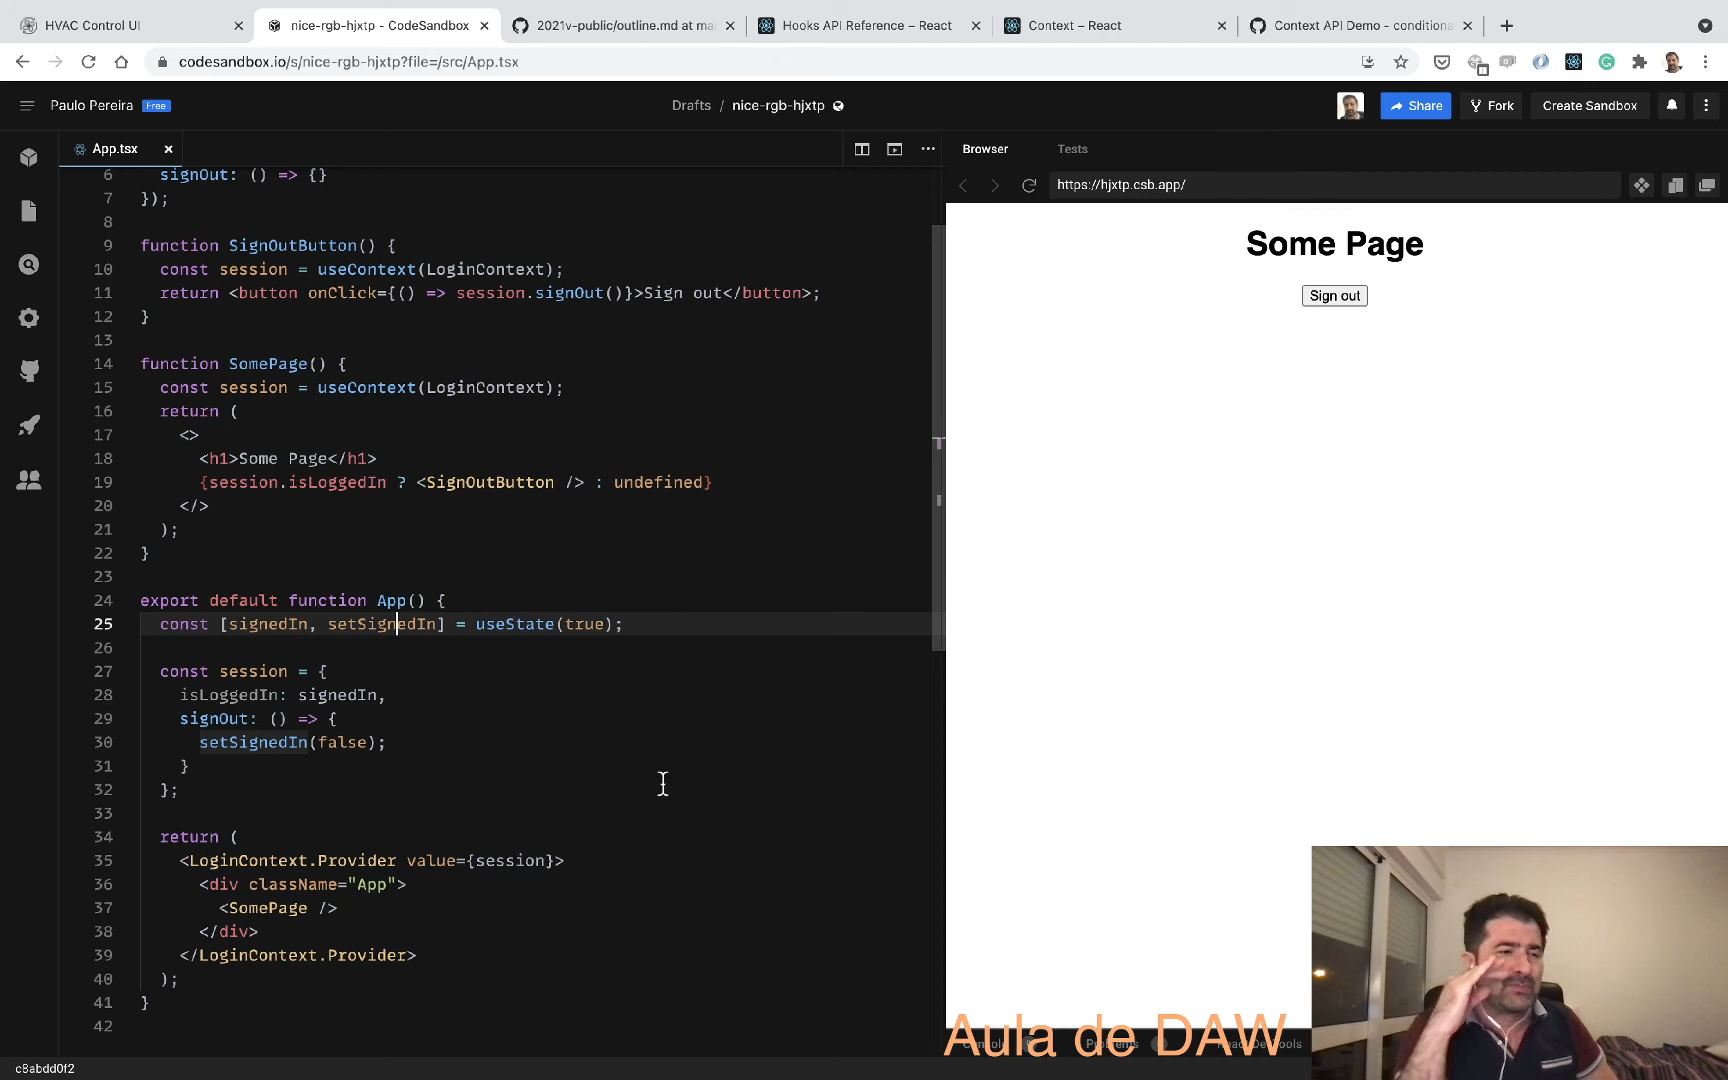 HVAC Control UI
nice-rgb-hjxtp - CodeSandbox
2021v-public/outline.md at ma
Hooks API Reference – React
Context – React
Context API Demo - conditiona
codesandbox.io/s/nice-rgb-hjxtp?file=/src/App.tsx
Paulo Pereira Free
Drafts / nice-rgb-hjxtp
Share Fork Create Sandbox
App.tsx
Browser Tests
https://hjxtp.csb.app/
6 signOut: () => {}
7 });
8
9 function SignOutButton() {
10 const session = useContext(LoginContext);
11 return <button onClick={() => session.signOut()}>Sign out</button>;
12 }
13
14 function SomePage() {
15 const session = useContext(LoginContext);
16 return (
17 <>
18 <h1>Some Page</h1>
19 {session.isLoggedIn ? <SignOutButton /> : undefined}
20 </>
21 );
22 }
23
24 export default function App() {
25 const [signedIn, setSignedIn] = useState(true);
26
27 const session = {
28 isLoggedIn: signedIn,
29 signOut: () => {
30 setSignedIn(false);
31 }
32 };
33
34 return (
35 <LoginContext.Provider value={session}>
36 <div className="App">
37 <SomePage />
38 </div>
39 </LoginContext.Provider>
40 );
41 }
42
Some Page
Sign out
Aula de DAW
c8abdd0f2